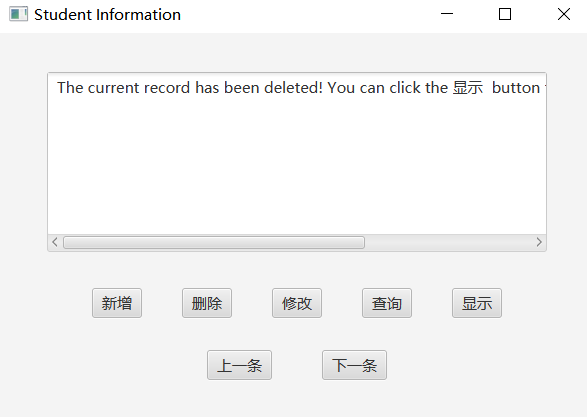 Student Information
The current record has been deleted! You can click the 显示 button
新增 删除 修改 查询 显示
上一条 下一条